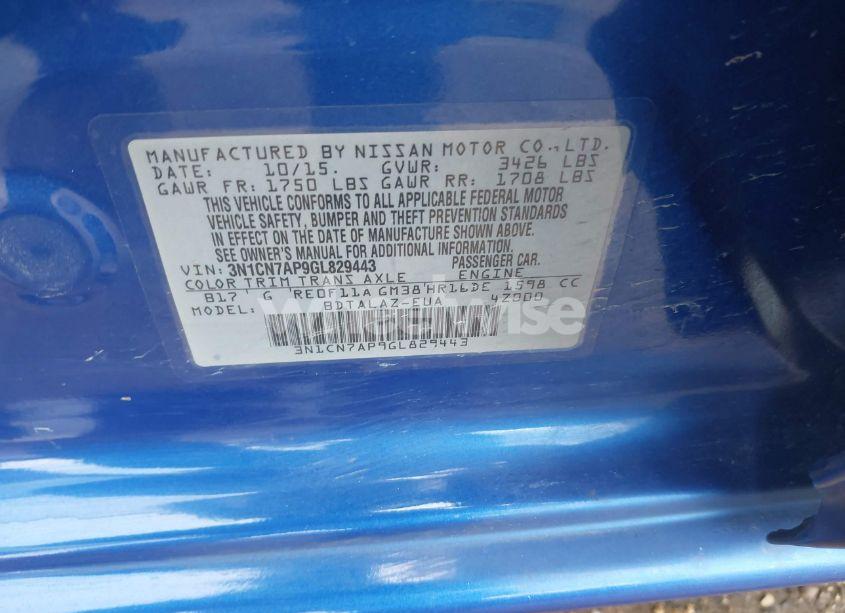 MANUFACTURED BY NISSAN MOTOR CO.,LTD.
DATE: 10/15. GVWR: 3426 LBS
GAWR FR: 1750 LBS GAWR RR: 1708 LBS
THIS VEHICLE CONFORMS TO ALL APPLICABLE FEDERAL MOTOR
VEHICLE SAFETY, BUMPER AND THEFT PREVENTION STANDARDS
IN EFFECT ON THE DATE OF MANUFACTURE SHOWN ABOVE.
SEE OWNER'S MANUAL FOR ADDITIONAL INFORMATION.
VIN: 3N1CN7AP9GL829443 PASSENGER CAR.
COLOR TRIM TRANS AXLE ENGINE
B17 G RE0F11A GM38 HR16DE 1598 CC
MODEL: BDTALAZ-EUA 4Z000
3N1CN7AP9GL829443